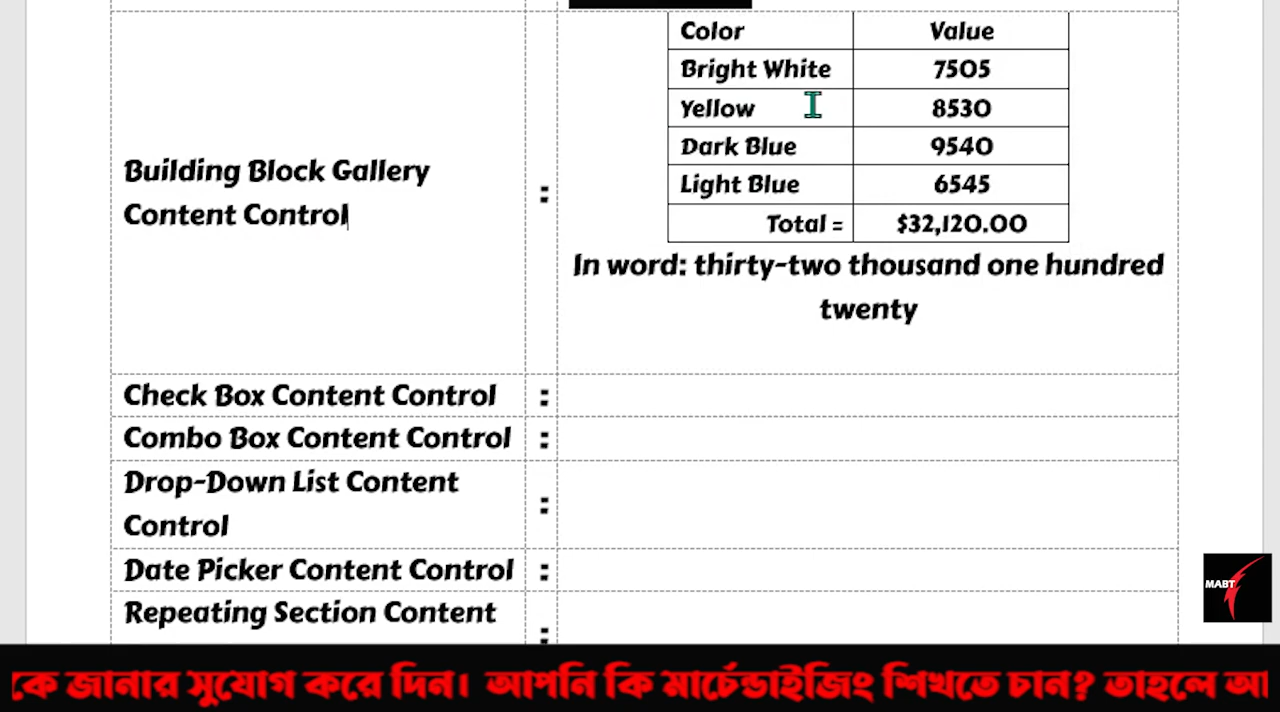 Color Value
Bright White 7505
Yellow 8530
Dark Blue 9540
Light Blue 6545
Total = $32,120.00
Building Block Gallery
Content Control
:
In word: thirty-two thousand one hundred
twenty
Check Box Content Control :
Combo Box Content Control :
Drop-Down List Content
Control
:
Date Picker Content Control :
Repeating Section Content
:
MABT
কে জানার সুযোগ করে দিন। আপনি কি মার্চেন্ডাইজিং শিখতে চান? তাহলে আ